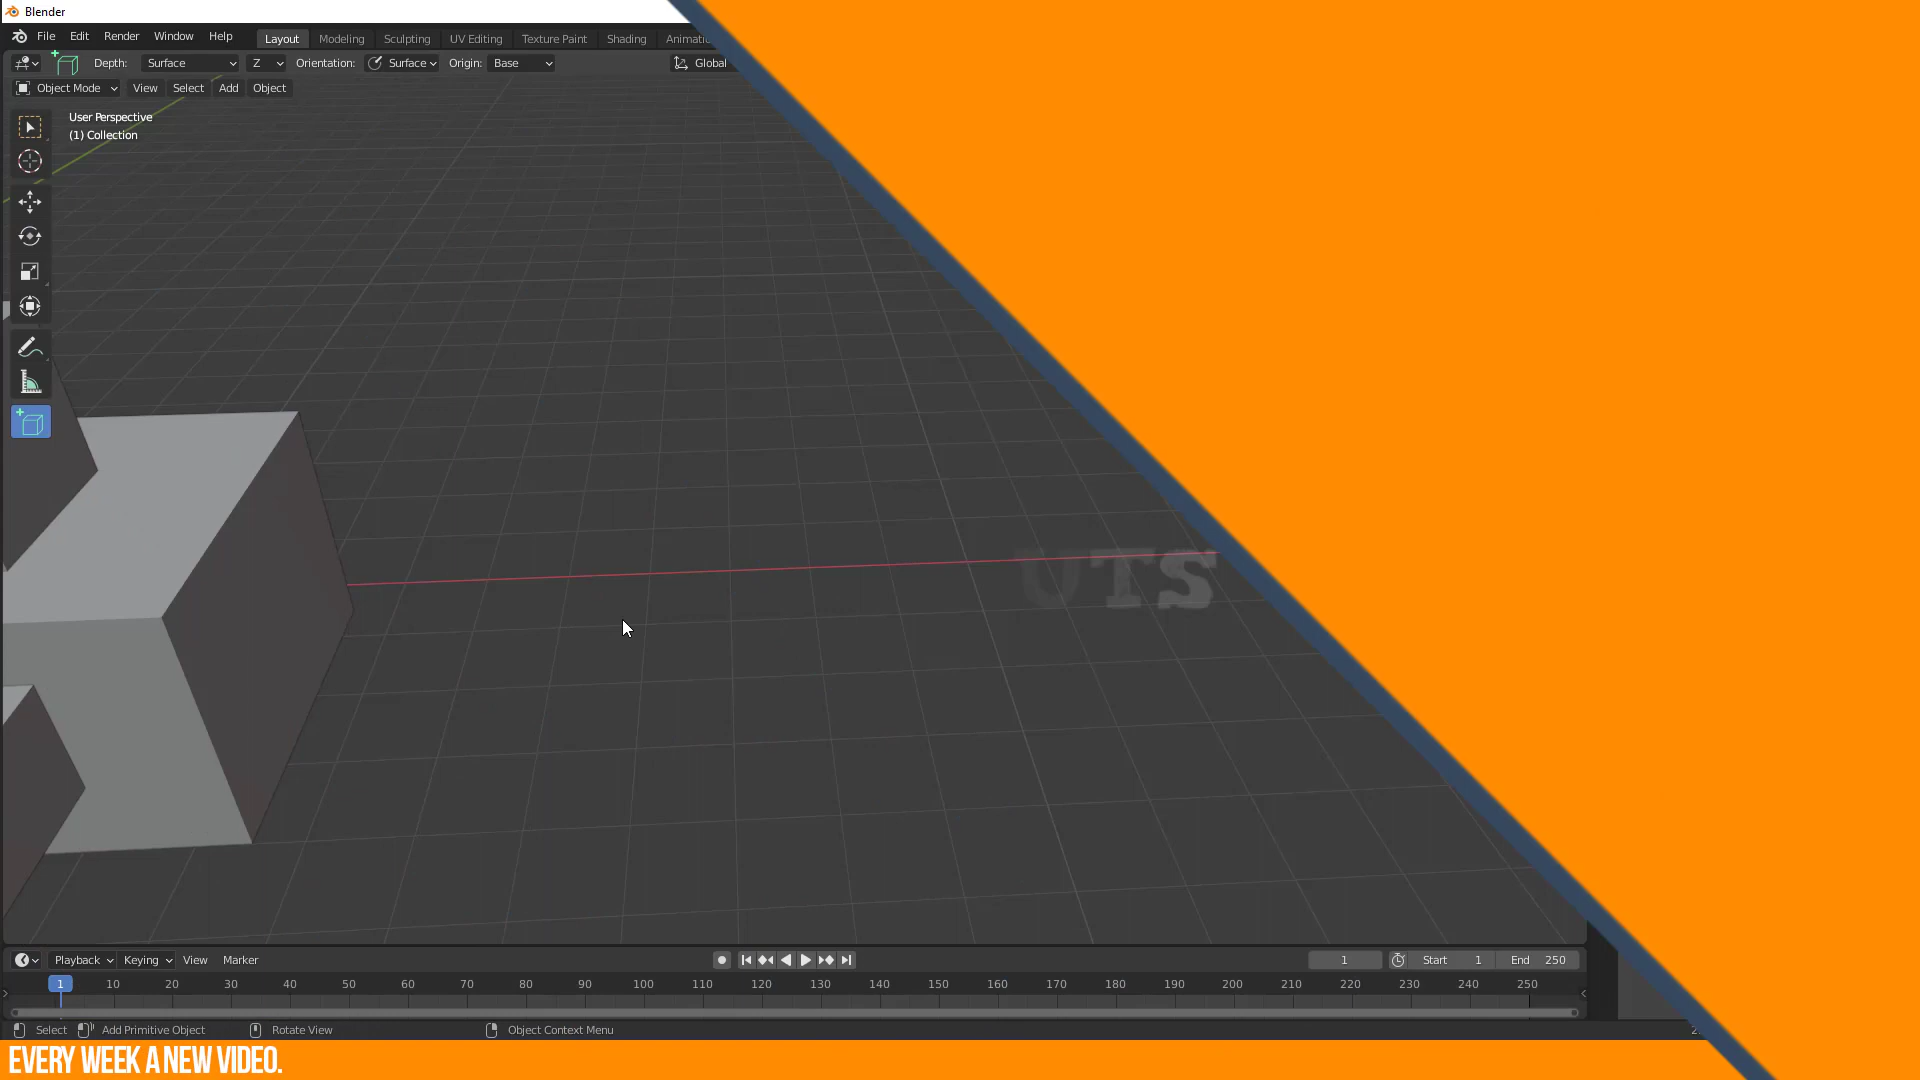 Blender
File Edit Render Window Help Layout Modeling Sculpting UV Editing Texture Paint Shading
Depth: Surface Z Orientation: Surface Origin: Base Global
Object Mode View Select Add Object
User Perspective
(1) Collection
UTS
Playback Keying View Marker 1 Start 1 End 250
1 10 20 30 40 50 60 70 80 90 100 110 120 130 140 150 160 170 180 190 200 210 220 230 240 250
Select Add Primitive Object Rotate View Object Context Menu
EVERY WEEK A NEW VIDEO.